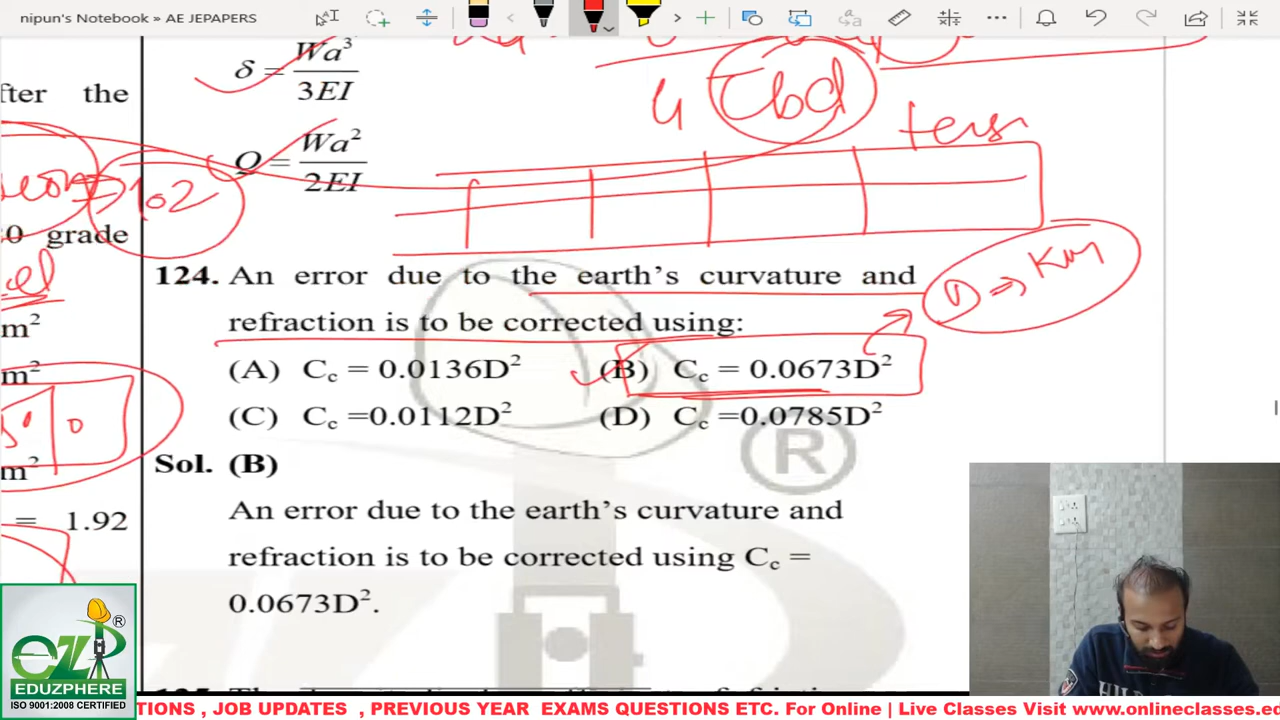 nipun's Notebook » AE JEPAPERS
δ = Wa³/3EI
Q = Wa²/2EI
4 τbd
fter the
102
0 grade
m²
m²
m²
= 1.92
124. An error due to the earth's curvature and
refraction is to be corrected using:
(A) Cc = 0.0136D² (B) Cc = 0.0673D²
(C) Cc =0.0112D² (D) Cc =0.0785D²
D ⇒ Km
Sol. (B)
An error due to the earth's curvature and
refraction is to be corrected using Cc =
0.0673D².
®
EZ
®
EDUZPHERE
ISO 9001:2008 CERTIFIED
TIONS , JOB UPDATES , PREVIOUS YEAR EXAMS QUESTIONS ETC. For Online | Live Classes Visit www.onlineclasses.ed